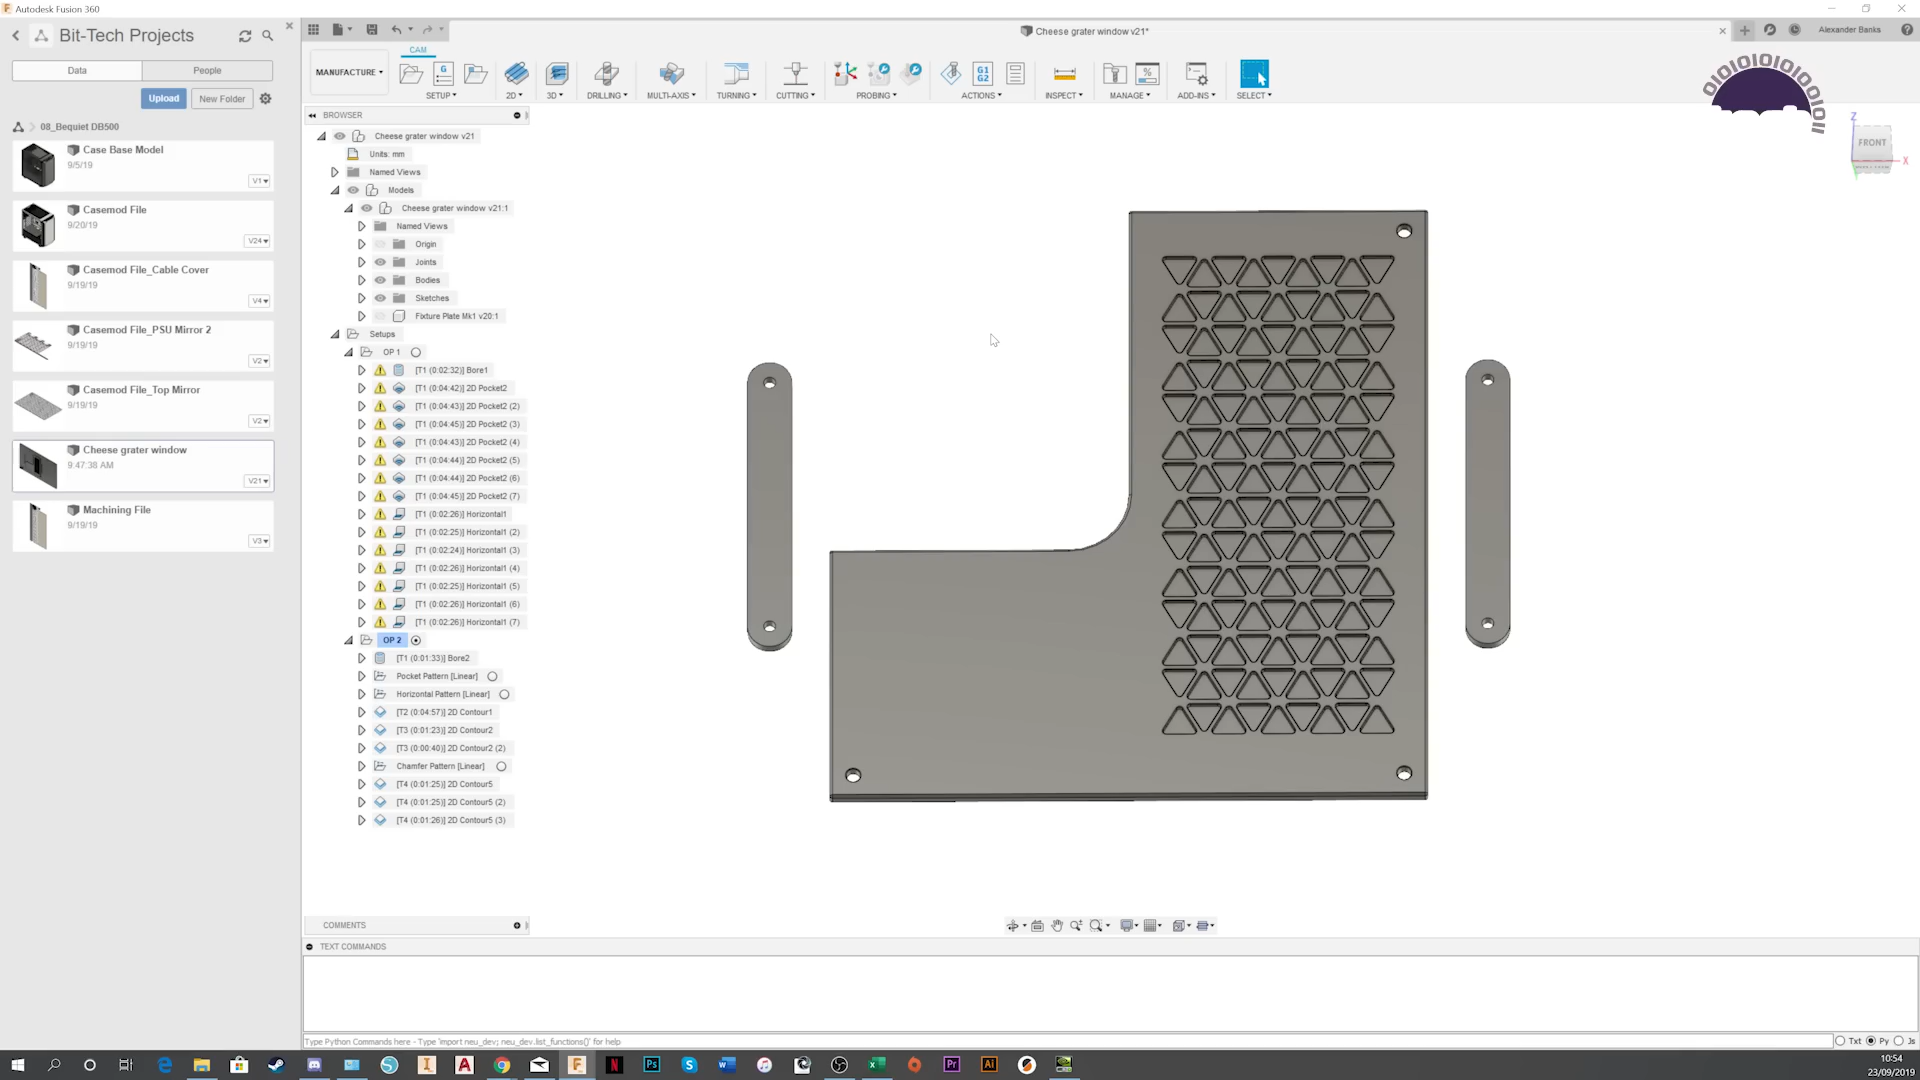 Autodesk Fusion 360
Bit-Tech Projects
Data
People
Upload
New Folder
08_Bequiet DB500
Case Base Model
9/5/19
V1
Casemod File
9/20/19
V24
Casemod File_Cable Cover
9/19/19
V4
Casemod File_PSU Mirror 2
9/19/19
V2
Casemod File_Top Mirror
9/19/19
V2
Cheese grater window
9:47:38 AM
V21
Machining File
9/19/19
V3
Cheese grater window v21*
Alexander Banks
CAM
MANUFACTURE
SETUP
2D
3D
DRILLING
MULTI-AXIS
TURNING
CUTTING
PROBING
G1
G2
ACTIONS
INSPECT
MANAGE
ADD-INS
SELECT
BROWSER
Cheese grater window v21
Units: mm
Named Views
Models
Cheese grater window v21:1
Named Views
Origin
Joints
Bodies
Sketches
Fixture Plate Mk1 v20:1
Setups
OP 1
[T1 (0:02:32)] Bore1
[T1 (0:04:42)] 2D Pocket2
[T1 (0:04:43)] 2D Pocket2 (2)
[T1 (0:04:45)] 2D Pocket2 (3)
[T1 (0:04:43)] 2D Pocket2 (4)
[T1 (0:04:44)] 2D Pocket2 (5)
[T1 (0:04:44)] 2D Pocket2 (6)
[T1 (0:04:45)] 2D Pocket2 (7)
[T1 (0:02:26)] Horizontal1
[T1 (0:02:25)] Horizontal1 (2)
[T1 (0:02:24)] Horizontal1 (3)
[T1 (0:02:26)] Horizontal1 (4)
[T1 (0:02:25)] Horizontal1 (5)
[T1 (0:02:26)] Horizontal1 (6)
[T1 (0:02:26)] Horizontal1 (7)
OP 2
[T1 (0:01:33)] Bore2
Pocket Pattern [Linear]
Horizontal Pattern [Linear]
[T2 (0:04:57)] 2D Contour1
[T3 (0:01:23)] 2D Contour2
[T3 (0:00:40)] 2D Contour2 (2)
Chamfer Pattern [Linear]
[T4 (0:01:25)] 2D Contour5
[T4 (0:01:25)] 2D Contour5 (2)
[T4 (0:01:26)] 2D Contour5 (3)
Z
FRONT
X
COMMENTS
TEXT COMMANDS
Type Python Commands here - Type 'import neu_dev; neu_dev.list_functions()' for help
Txt
Py
Js
10:54
23/09/2019